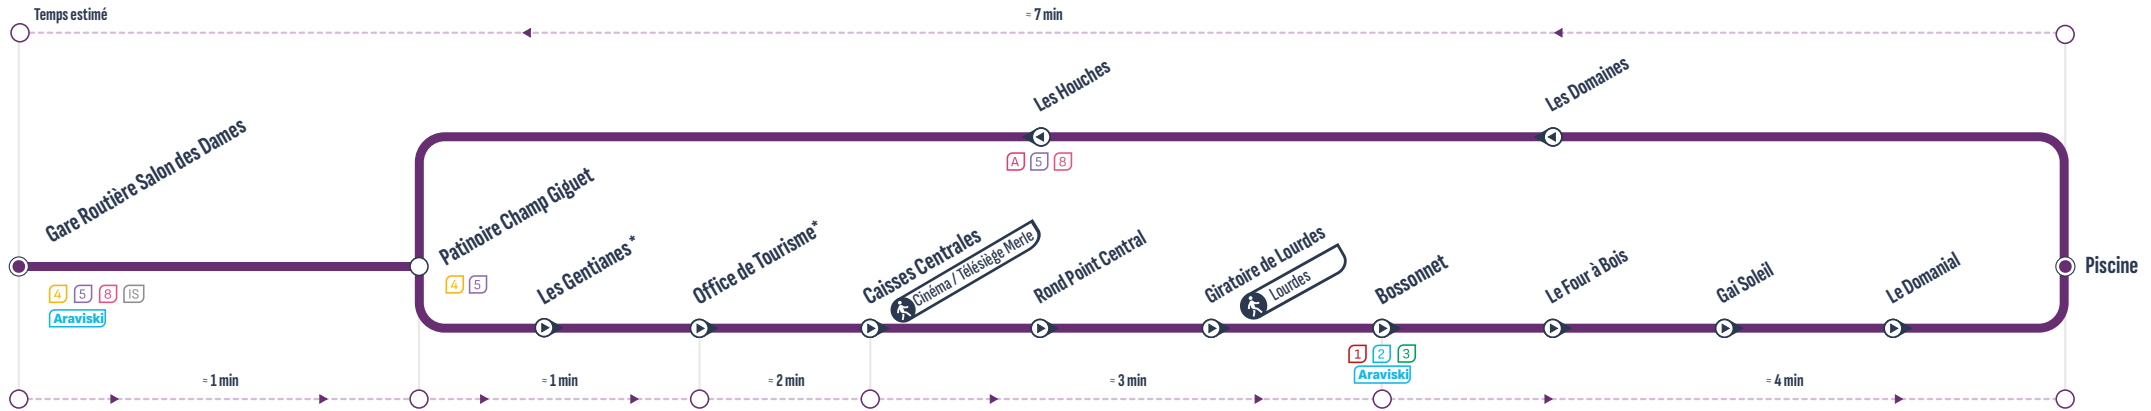 Temps estimé
≈ 7 min
Les Houches
Les Domaines
A 5 8
Gare Routière Salon des Dames
4 5 8 IS
Araviski
Patinoire Champ Giguet
4 5
Les Gentianes *
Office de Tourisme*
Caisses Centrales
Cinéma / Télésiège Merle
Rond Point Central
Giratoire de Lourdes
Lourdes
Bossonnet
1 2 3
Araviski
Le Four à Bois
Gai Soleil
Le Domanial
Piscine
≈ 1 min
≈ 1 min
≈ 2 min
≈ 3 min
≈ 4 min